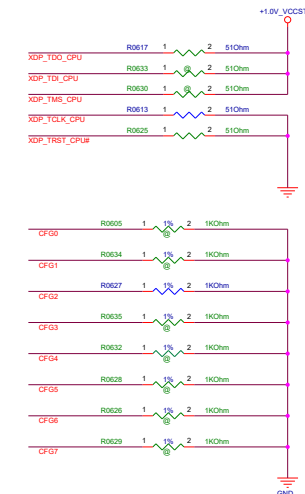 +1.0V_VCCST
R0617 1 2 51Ohm
XDP_TDO_CPU
R0633 1 @ 2 51Ohm
XDP_TDI_CPU
R0630 1 @ 2 51Ohm
XDP_TMS_CPU
R0613 1 2 51Ohm
XDP_TCLK_CPU
R0625 1 2 51Ohm
XDP_TRST_CPU#
R0605 1 1% 2 1KOhm
CFG0 @
R0634 1 1% 2 1KOhm
CFG1 @
R0627 1 1% 2 1KOhm
CFG2
R0635 1 1% 2 1KOhm
CFG3 @
R0632 1 1% 2 1KOhm
CFG4 @
R0628 1 1% 2 1KOhm
CFG5 @
R0626 1 1% 2 1KOhm
CFG6 @
R0629 1 1% 2 1KOhm
CFG7 @
GND